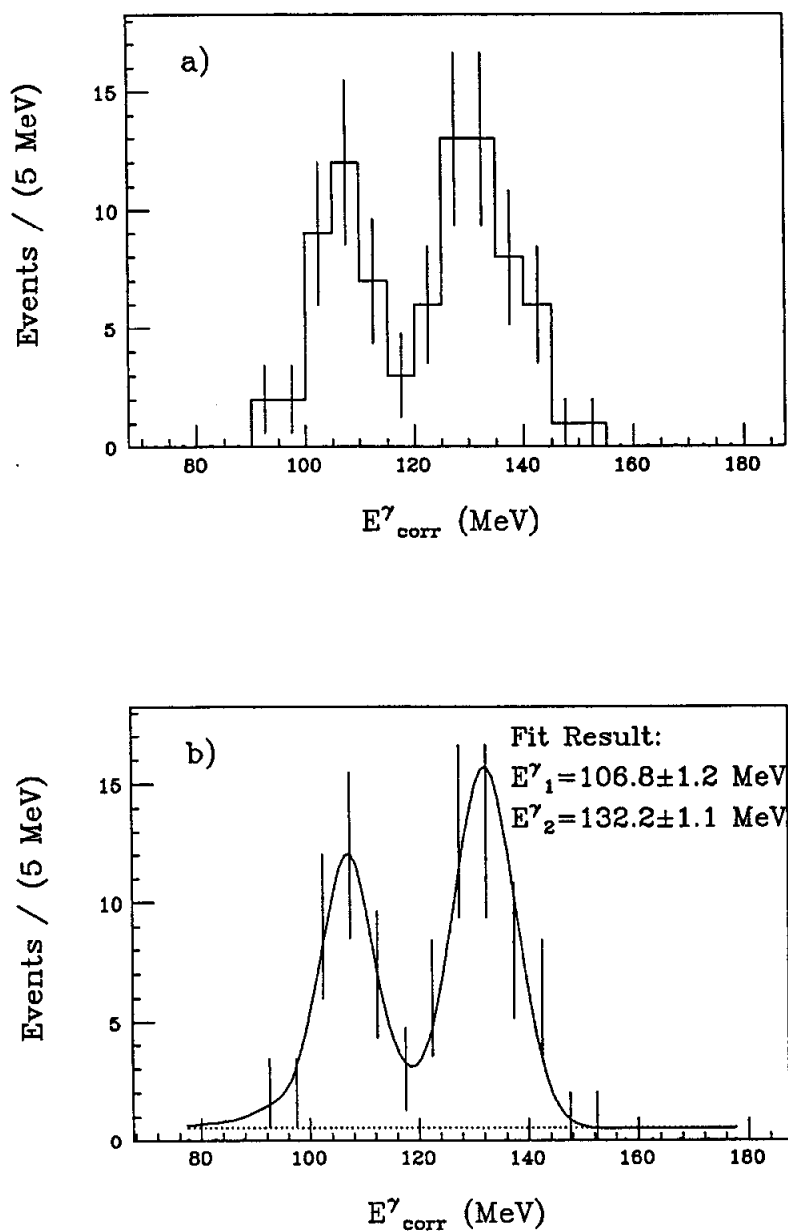 a)
Events / (5 MeV)
15
10
5
0
80 100 120 140 160 180
E^γ_corr (MeV)
b)
Fit Result:
E^γ_1=106.8±1.2 MeV
E^γ_2=132.2±1.1 MeV
Events / (5 MeV)
15
10
5
0
80 100 120 140 160 180
E^γ_corr (MeV)